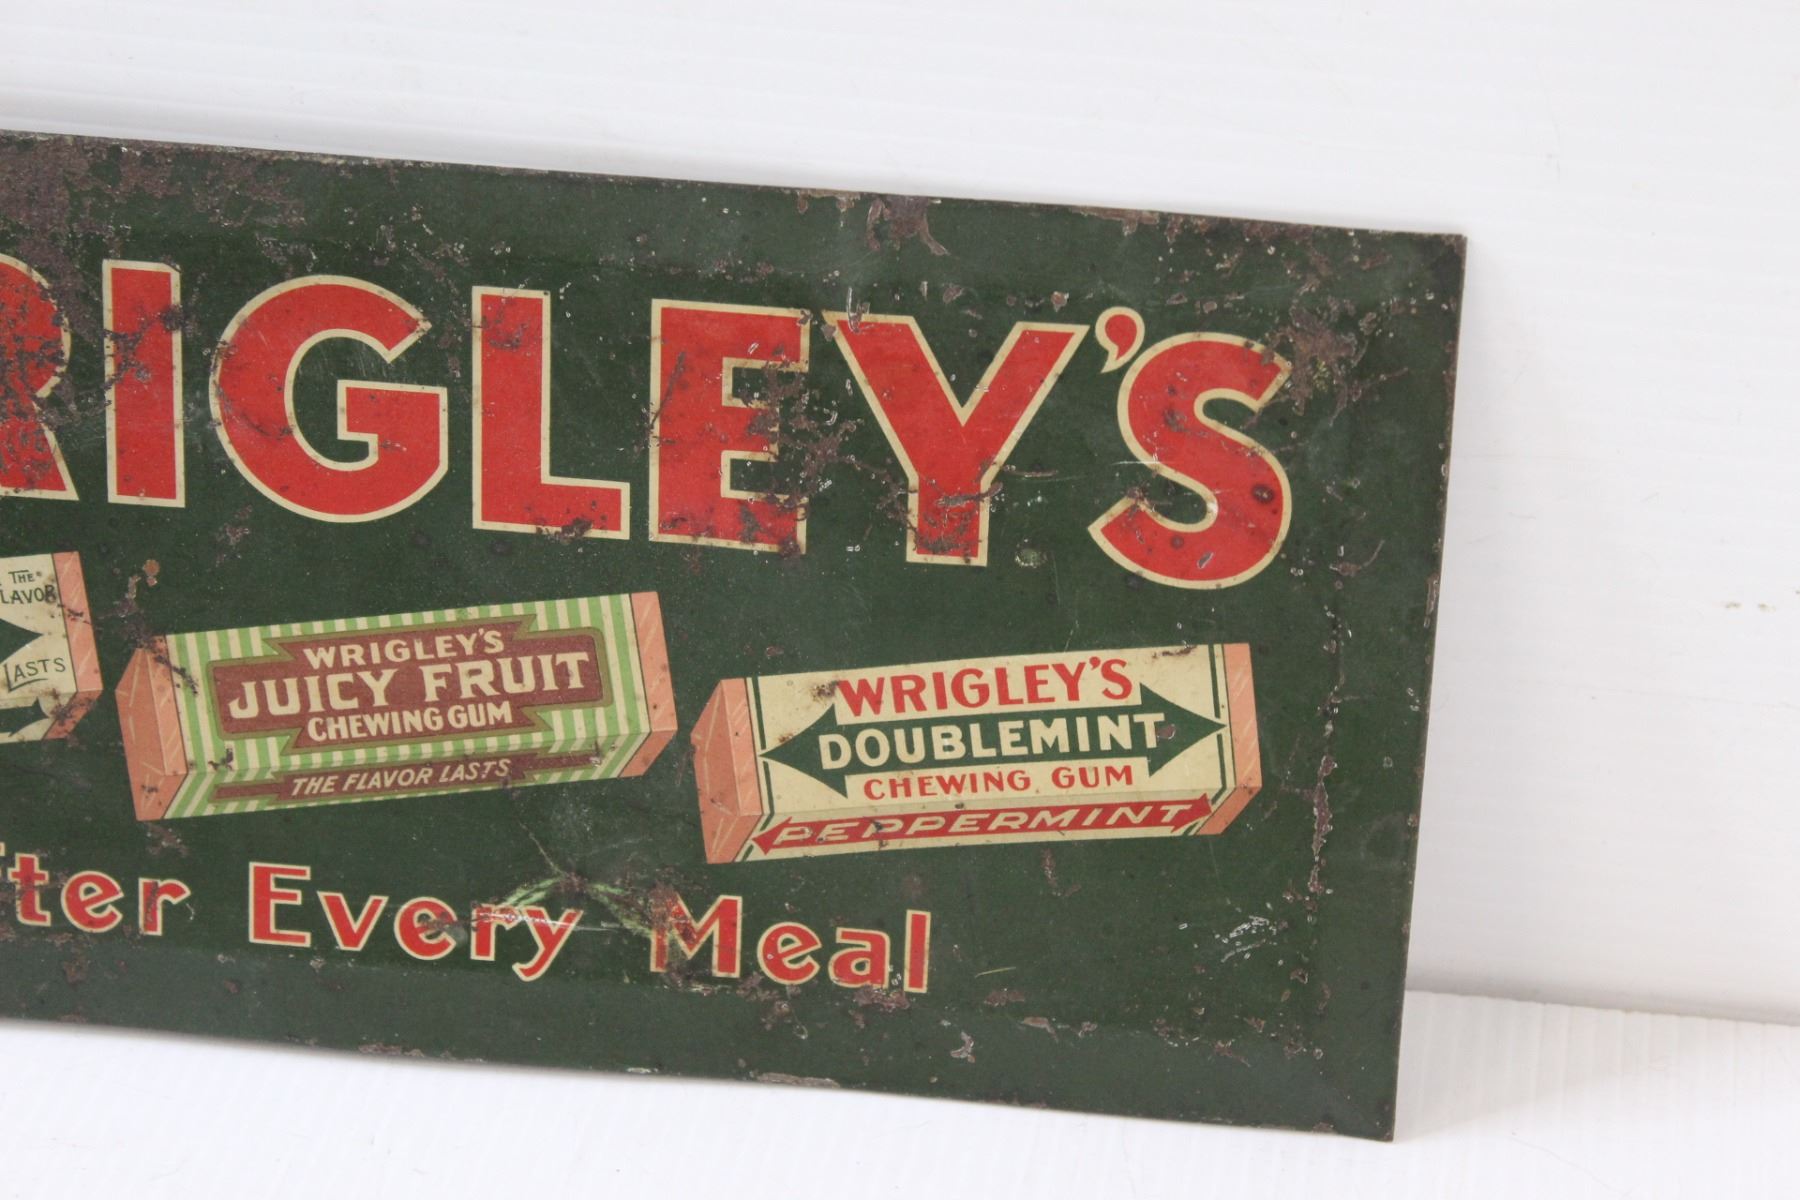 RIGLEY'S
THE FLAVOR
LASTS
WRIGLEY'S
JUICY FRUIT
CHEWING GUM
THE FLAVOR LASTS
WRIGLEY'S
DOUBLEMINT
CHEWING GUM
PEPPERMINT
fter Every Meal